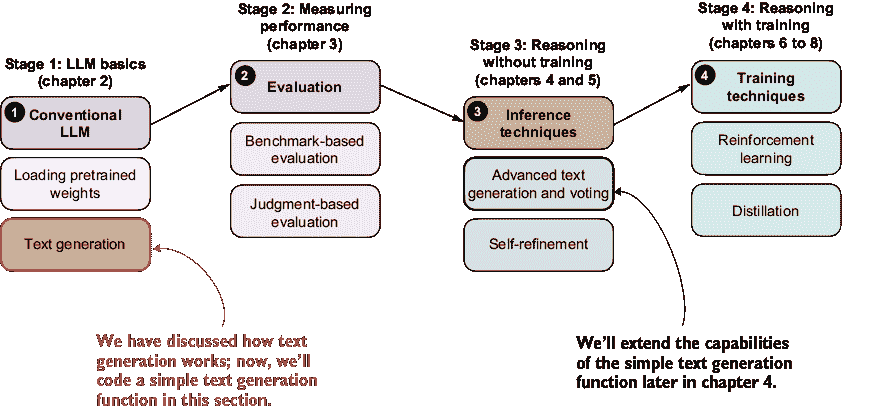 Stage 1: LLM basics
(chapter 2)
1
Conventional
LLM
Loading pretrained
weights
Text generation
We have discussed how text
generation works; now, we'll
code a simple text generation
function in this section.
Stage 2: Measuring
performance
(chapter 3)
2
Evaluation
Benchmark-based
evaluation
Judgment-based
evaluation
Stage 3: Reasoning
without training
(chapters 4 and 5)
3
Inference
techniques
Advanced text
generation and voting
Self-refinement
We'll extend the capabilities
of the simple text generation
function later in chapter 4.
Stage 4: Reasoning
with training
(chapters 6 to 8)
4
Training
techniques
Reinforcement
learning
Distillation